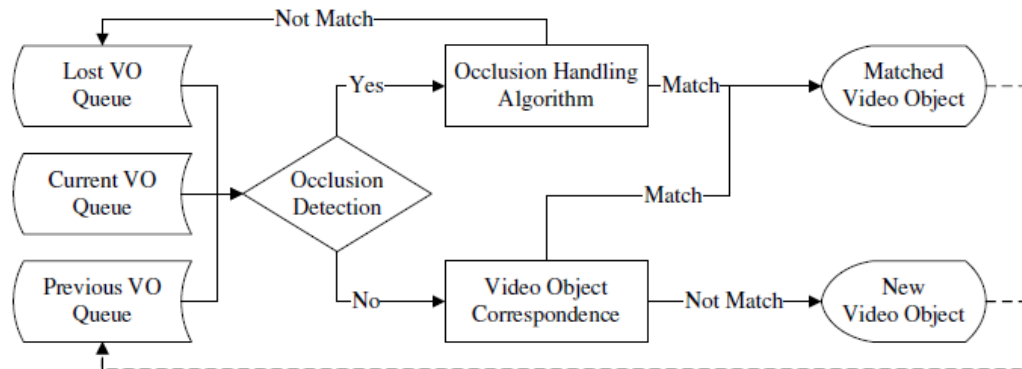 Not Match
Lost VO
Queue
Yes
Occlusion Handling
Algorithm
Match
Matched
Video Object
Current VO
Queue
Occlusion
Detection
Match
Previous VO
Queue
No
Video Object
Correspondence
Not Match
New
Video Object